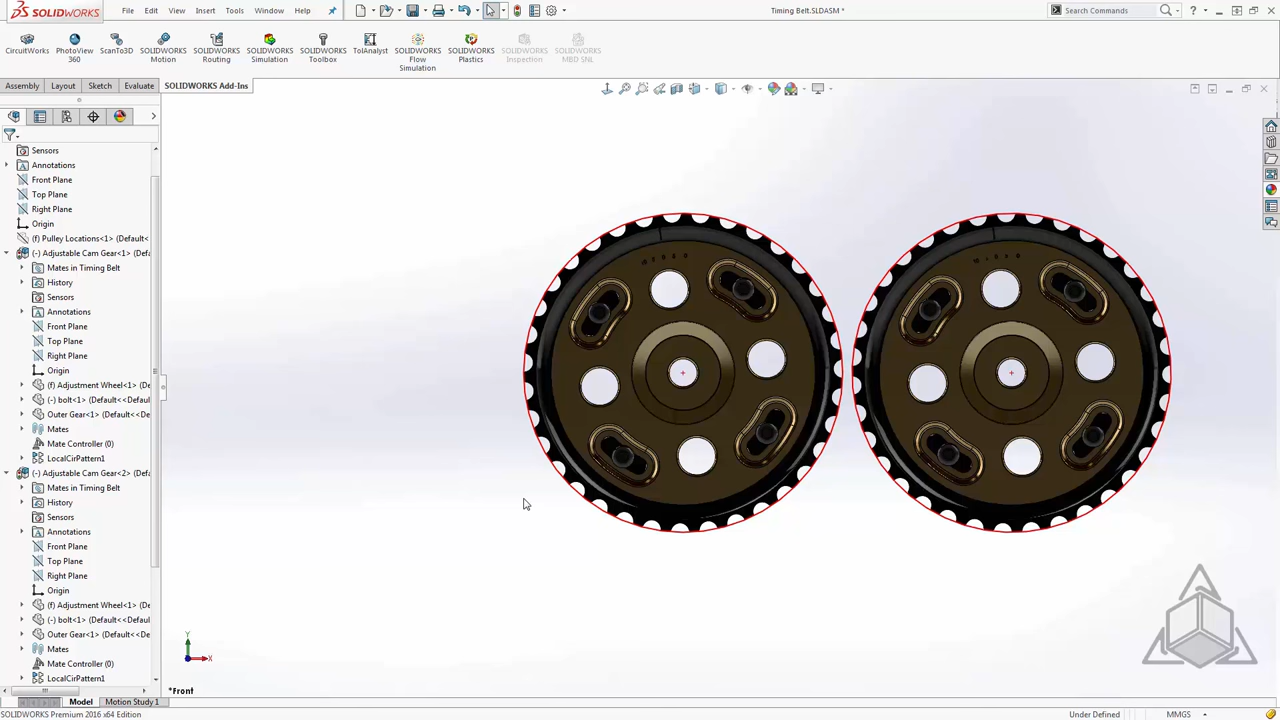 SOLIDWORKS
File Edit View Insert Tools Window Help
Timing Belt.SLDASM *
Search Commands
CircuitWorks
PhotoView 360
ScanTo3D
SOLIDWORKS Motion
SOLIDWORKS Routing
SOLIDWORKS Simulation
SOLIDWORKS Toolbox
TolAnalyst
SOLIDWORKS Flow Simulation
SOLIDWORKS Plastics
SOLIDWORKS Inspection
SOLIDWORKS MBD SNL
Assembly Layout Sketch Evaluate SOLIDWORKS Add-Ins
Sensors
Annotations
Front Plane
Top Plane
Right Plane
Origin
(f) Pulley Locations<1> (Default<
(-) Adjustable Cam Gear<1> (Defa
Mates in Timing Belt
History
Sensors
Annotations
Front Plane
Top Plane
Right Plane
Origin
(f) Adjustment Wheel<1> (De
(-) bolt<1> (Default<<Default
Outer Gear<1> (Default<<De
Mates
Mate Controller (0)
LocalCirPattern1
(-) Adjustable Cam Gear<2> (Defa
Mates in Timing Belt
History
Sensors
Annotations
Front Plane
Top Plane
Right Plane
Origin
(f) Adjustment Wheel<1> (De
(-) bolt<1> (Default<<Default
Outer Gear<1> (Default<<De
Mates
Mate Controller (0)
LocalCirPattern1
Y
X
*Front
Model Motion Study 1
SOLIDWORKS Premium 2016 x64 Edition
Under Defined MMGS